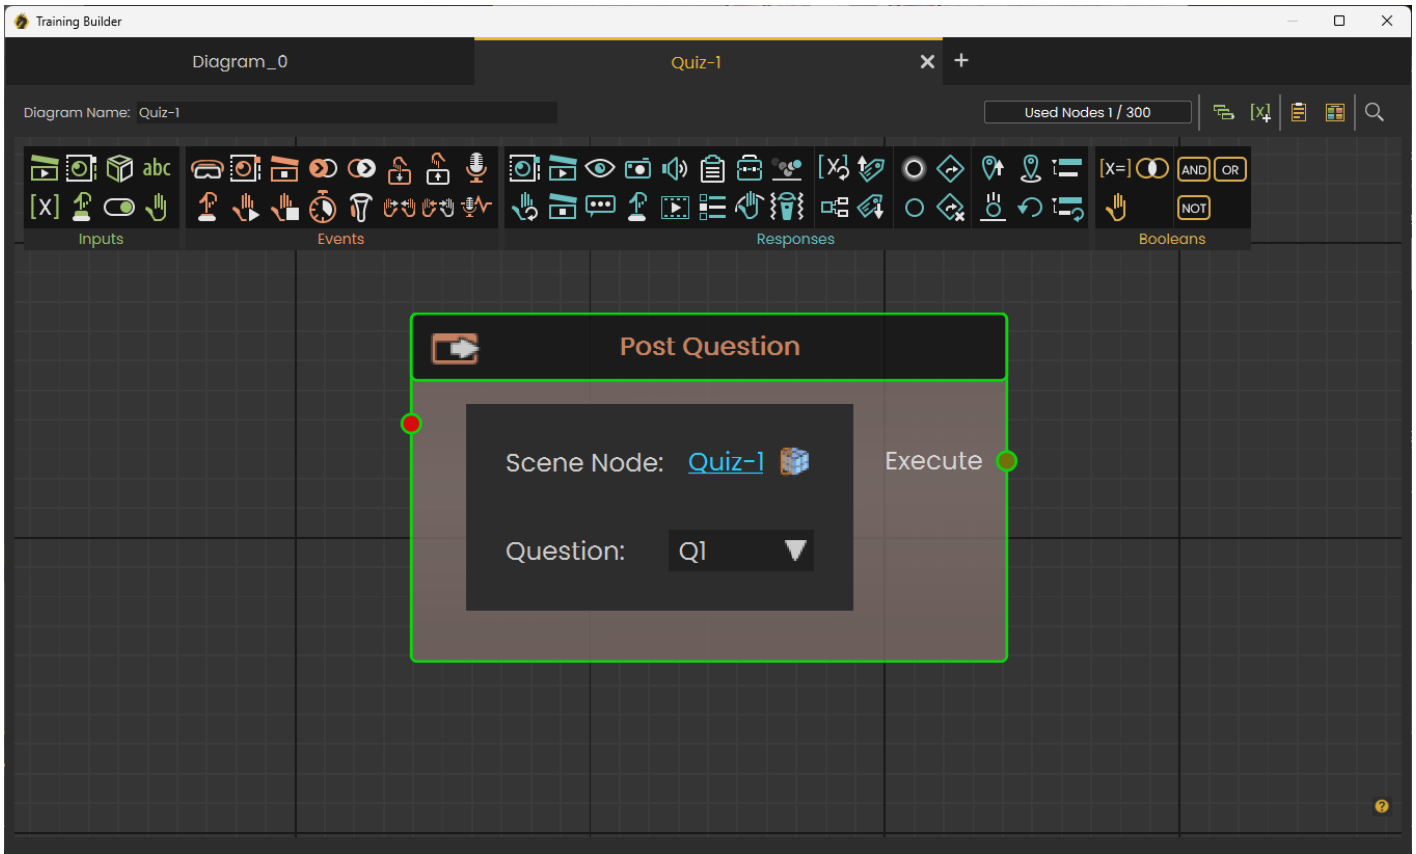 Training Builder
Diagram_0
Quiz-1
Diagram Name: Quiz-1
Used Nodes 1 / 300
[x]
abc
[x]
[X=]
AND
OR
[X]
NOT
Inputs
Events
Responses
Booleans
Post Question
Scene Node: Quiz-1
Execute
Question: Q1
?